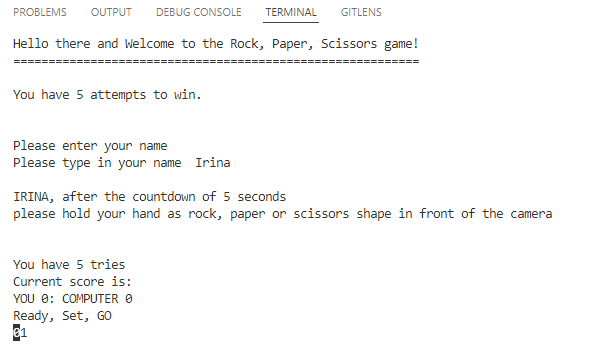 PROBLEMS OUTPUT DEBUG CONSOLE TERMINAL GITLENS
Hello there and Welcome to the Rock, Paper, Scissors game!
==========================================================
You have 5 attempts to win.
Please enter your name
Please type in your name  Irina
IRINA, after the countdown of 5 seconds
please hold your hand as rock, paper or scissors shape in front of the camera
You have 5 tries
Current score is:
YOU 0: COMPUTER 0
Ready, Set, GO
01